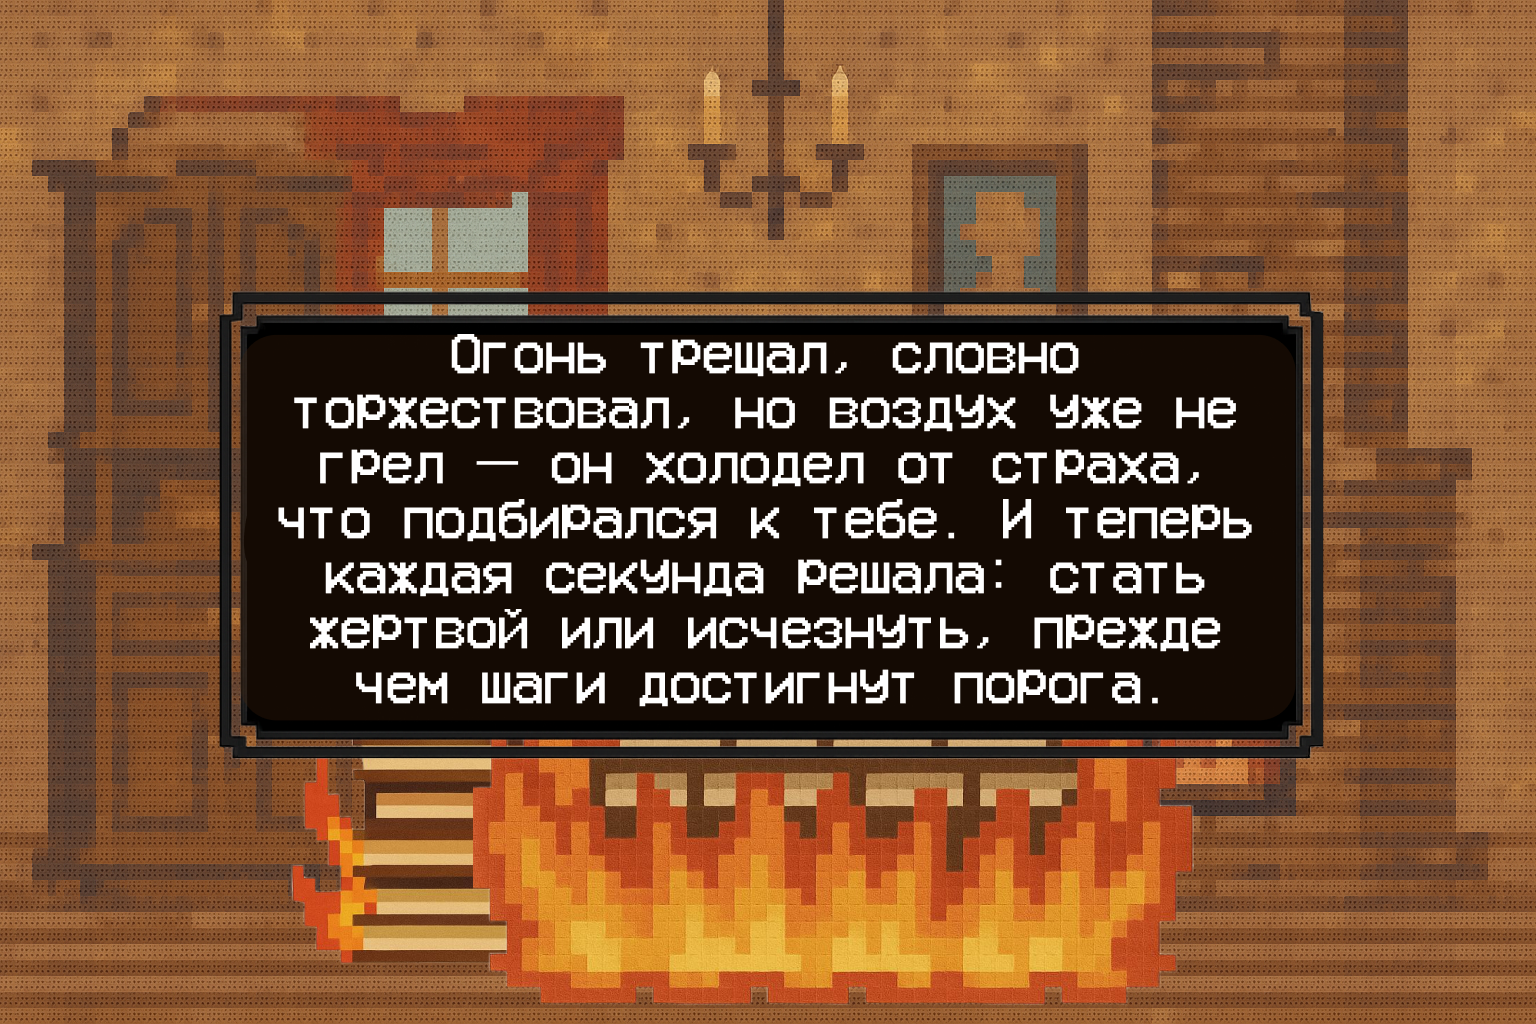 Огонь трещал, словно
торжествовал, но воздух уже не
грел — он холодел от страха,
что подбирался к тебе. И теперь
каждая секунда решала: стать
жертвой или исчезнуть, прежде
чем шаги достигнут порога.